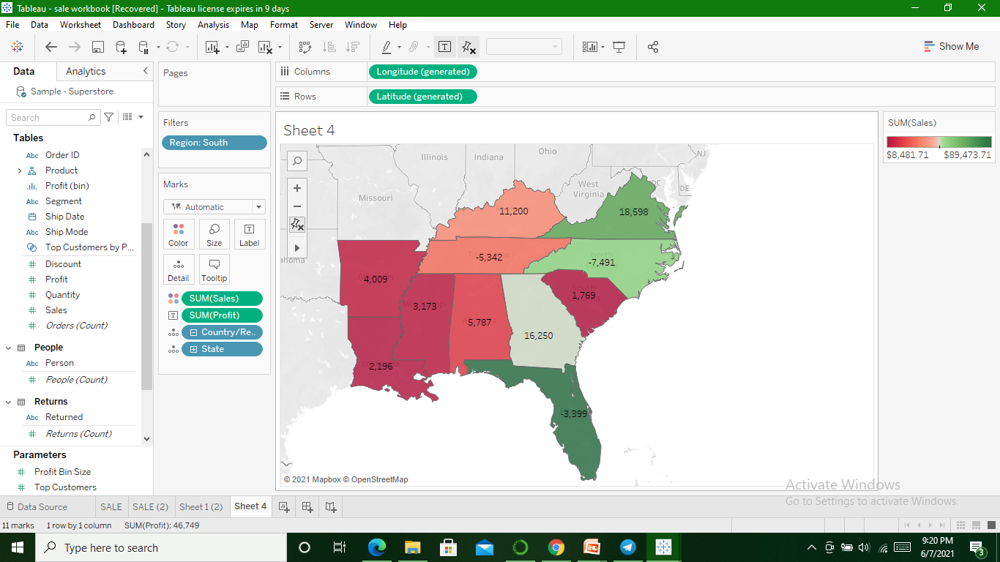 Tableau - sale workbook [Recovered] - Tableau license expires in 9 days
File Data Worksheet Dashboard Story Analysis Map Format Server Window Help
Show Me
Data Analytics
Sample - Superstore
Search
Tables
Abc Order ID
Product
Profit (bin)
Abc Segment
Ship Date
Abc Ship Mode
Top Customers by P...
# Discount
# Profit
# Quantity
# Sales
# Orders (Count)
People
Abc Person
# People (Count)
Returns
Abc Returned
# Returns (Count)
Parameters
# Profit Bin Size
# Top Customers
Pages
Filters
Region: South
Marks
Automatic
Color Size Label
Detail Tooltip
SUM(Sales)
SUM(Profit)
Country/Re..
State
Columns Longitude (generated)
Rows Latitude (generated)
Sheet 4
Illinois Indiana Ohio NJ
Missouri West Virginia DC DE
11,200 18,598
ahoma -5,342 -7,491
4,009 3,173 1,769
5,787 16,250
2,196
-3,399
© 2021 Mapbox © OpenStreetMap
SUM(Sales)
$8,481.71 $89,473.71
Activate Windows
Go to Settings to activate Windows.
Data Source SALE SALE (2) Sheet 1 (2) Sheet 4
11 marks 1 row by 1 column SUM(Profit): 46,749
Type here to search
9:20 PM
6/7/2021
3